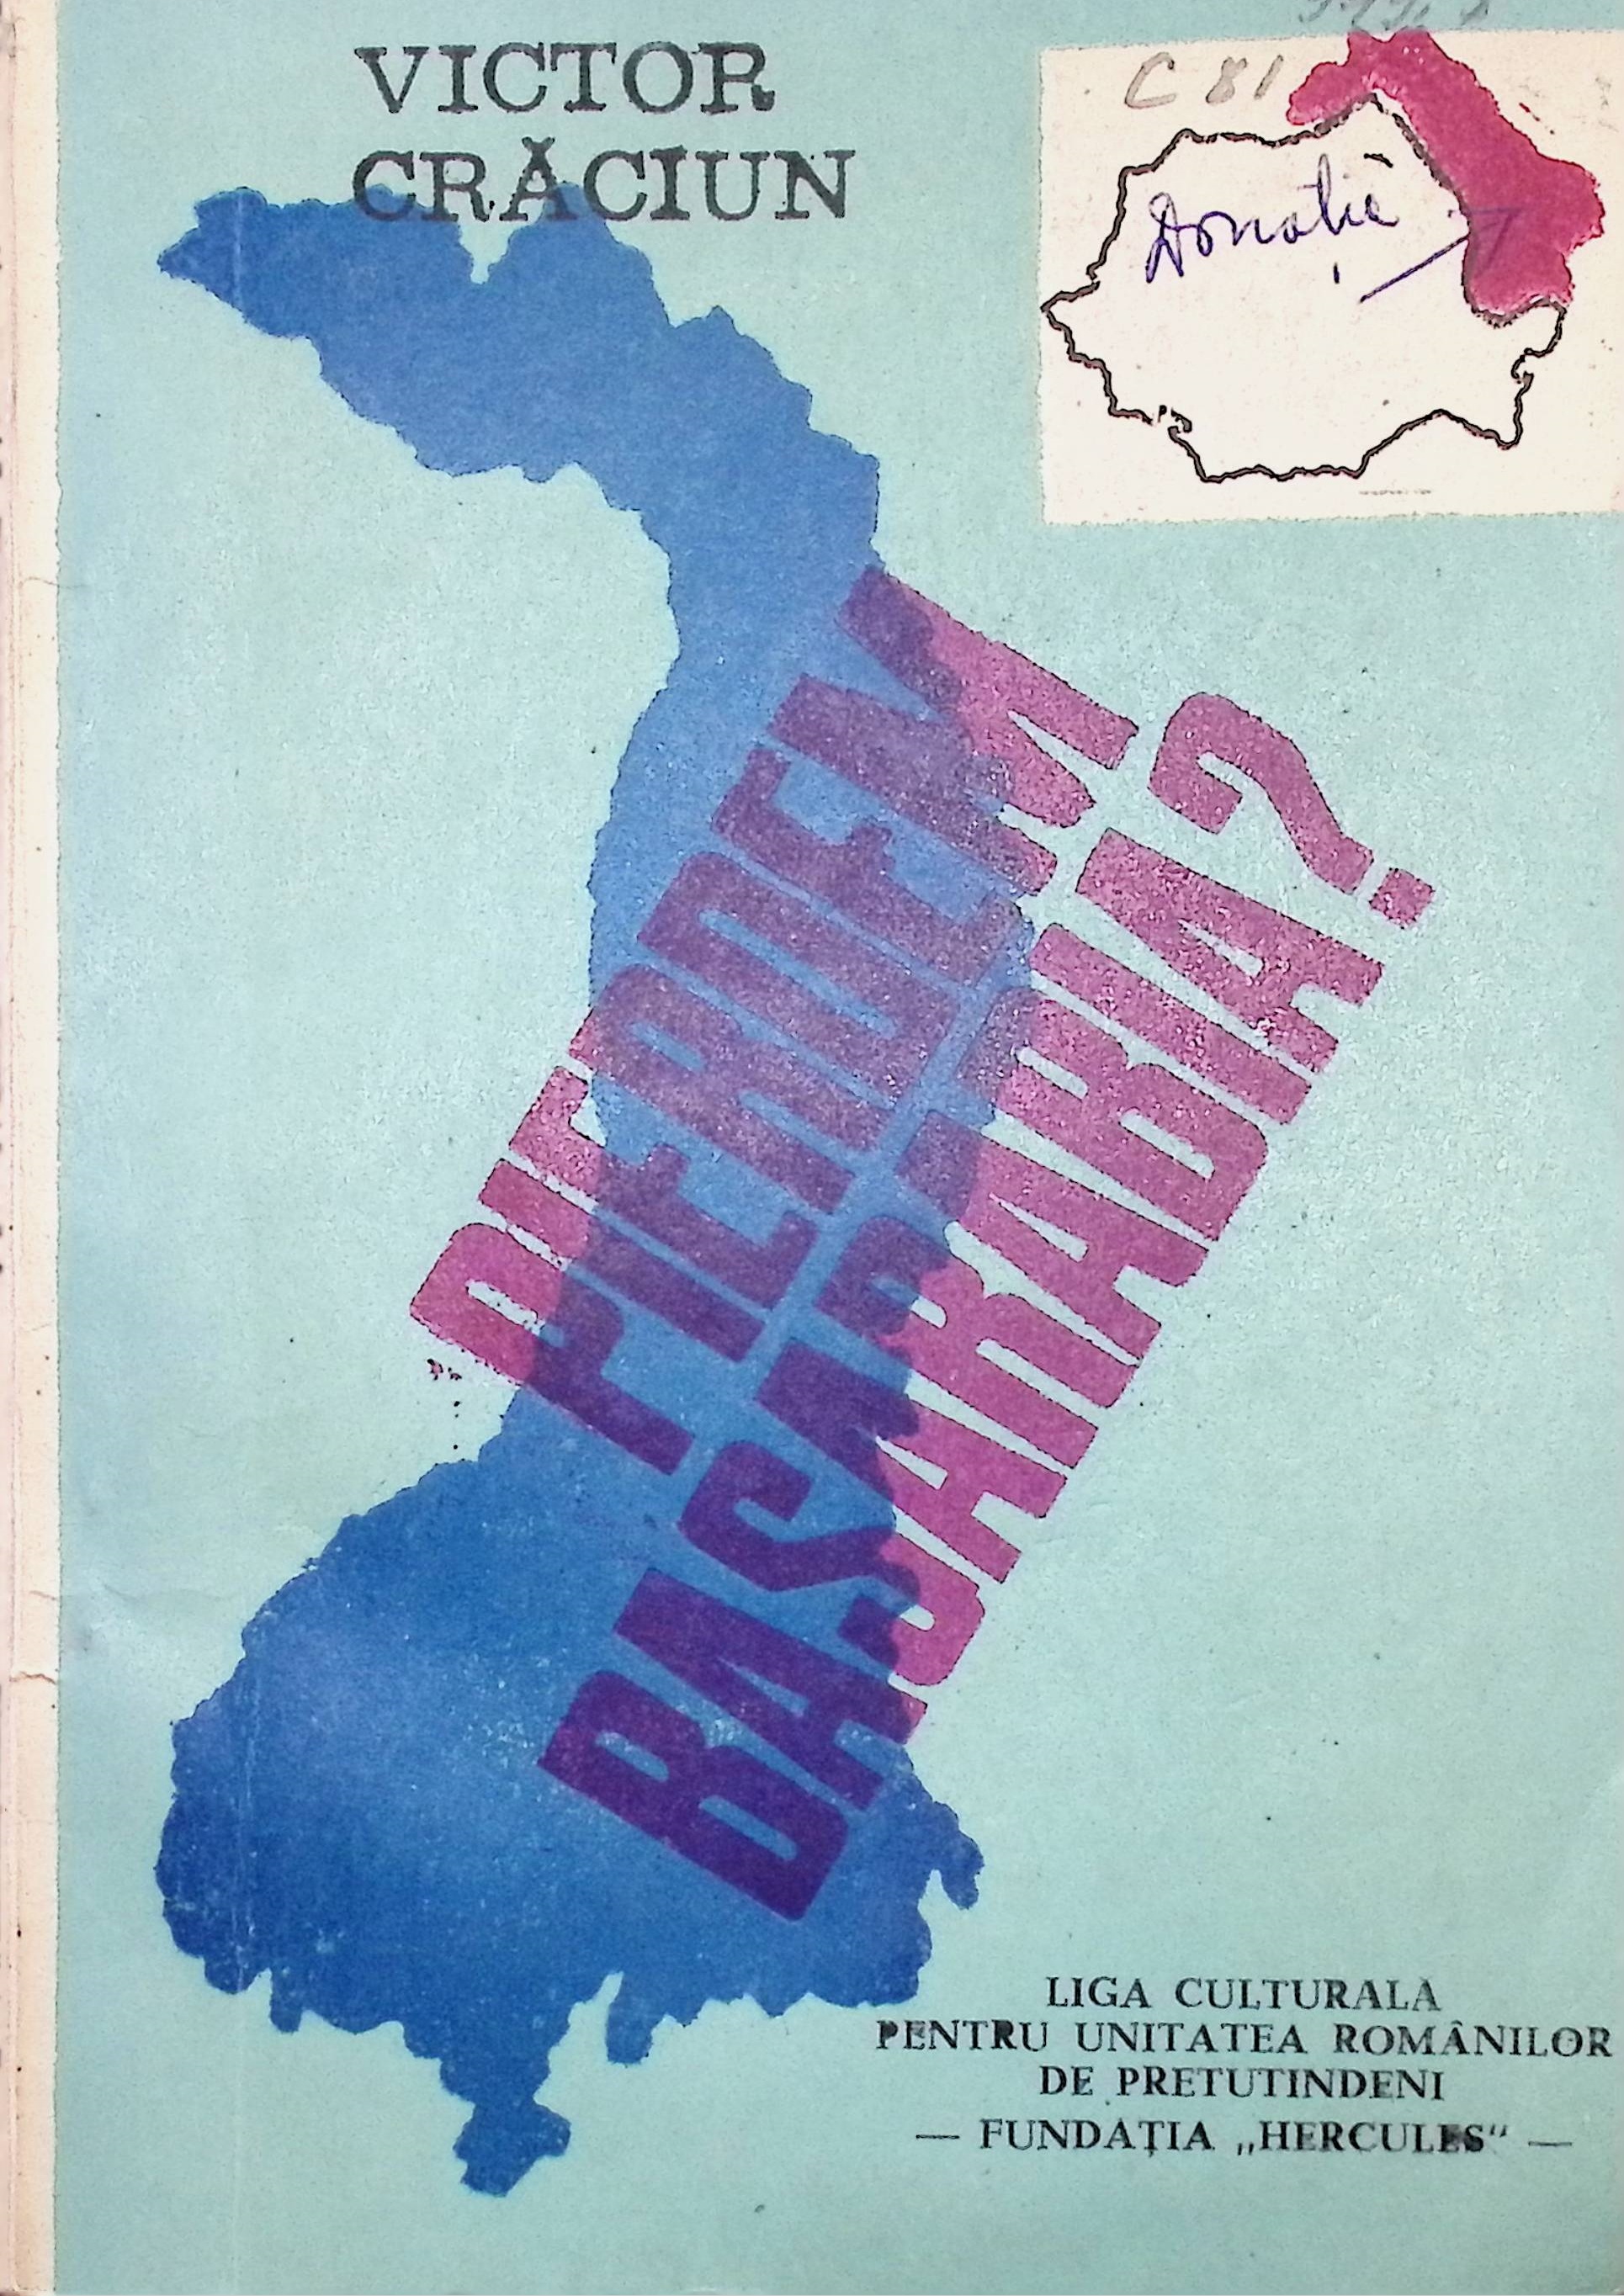 VICTOR
CRĂCIUN
C 81
Donație
PIERDEM
BASARABIA?
LIGA CULTURALA
PENTRU UNITATEA ROMÂNILOR
DE PRETUTINDENI
— FUNDAȚIA „HERCULES“ —